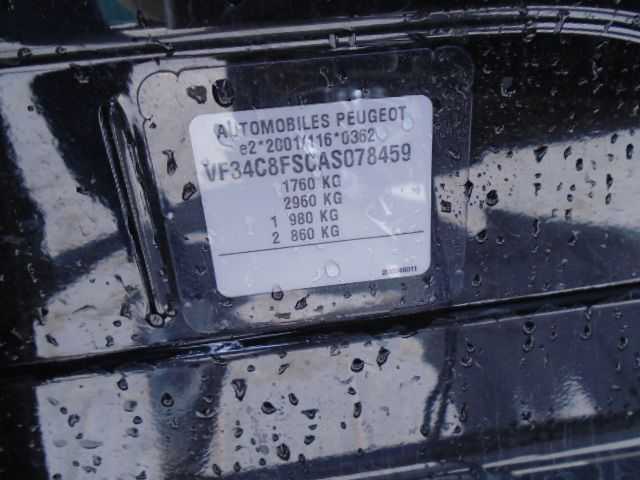 AUTOMOBILES PEUGEOT
e2*2001/116*0362
VF34C8FSCAS078459
1760 KG
2960 KG
1 980 KG
2 860 KG